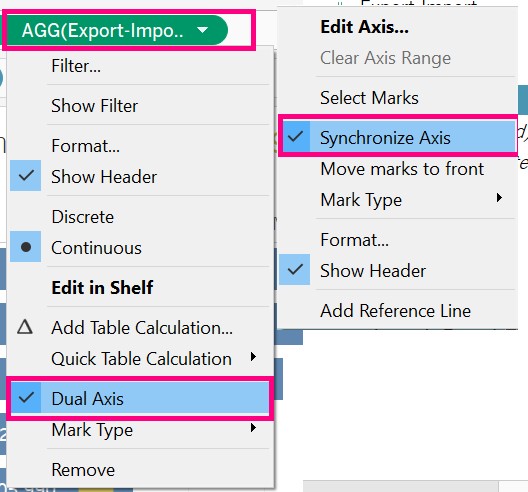 AGG(Export-Impo..
Filter...
Show Filter
Format...
Show Header
Discrete
Continuous
Edit in Shelf
Add Table Calculation...
Quick Table Calculation
Dual Axis
Mark Type
Remove
Export-Import
Edit Axis...
Clear Axis Range
Select Marks
Synchronize Axis
Move marks to front
Mark Type
Format...
Show Header
Add Reference Line